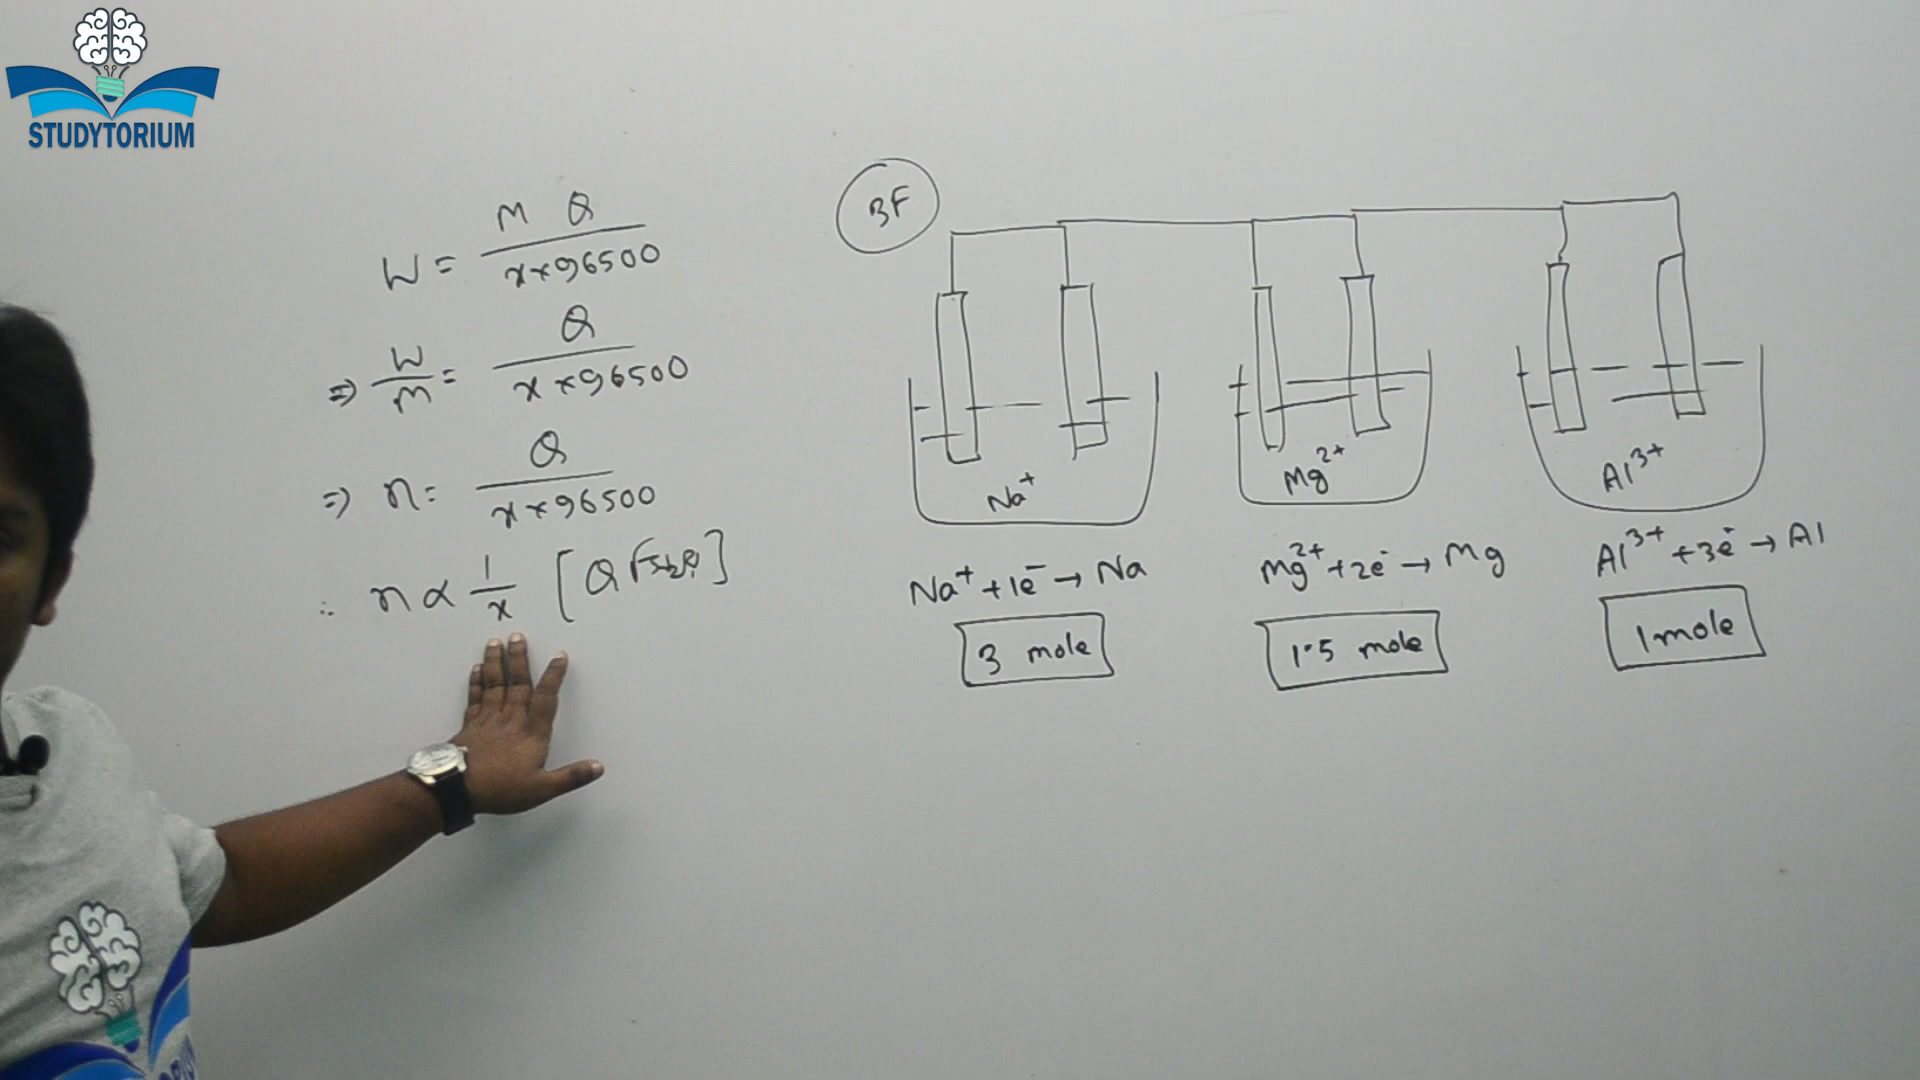 STUDYTORIUM
W = M Q / x × 96500
⇒ W / M = Q / x × 96500
⇒ n = Q / x × 96500
∴ n ∝ 1 / x [Q স্থির]
3F
Na⁺
Mg²⁺
Al³⁺
Na⁺ + 1e⁻ → Na
Mg²⁺ + 2e⁻ → Mg
Al³⁺ + 3e⁻ → Al
3 mole
1.5 mole
1 mole